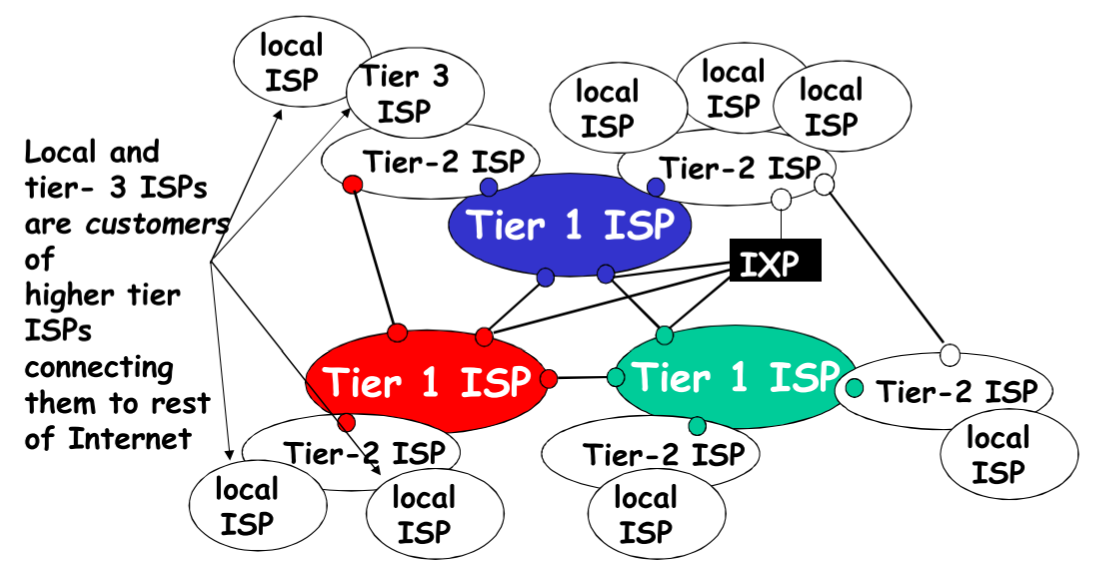 local
ISP
Tier 3
ISP
local
ISP
local
ISP
local
ISP
Local and
tier- 3 ISPs
are customers
of
higher tier
ISPs
connecting
them to rest
of Internet
Tier-2 ISP
Tier-2 ISP
Tier 1 ISP
IXP
Tier 1 ISP
Tier 1 ISP
Tier-2 ISP
Tier-2 ISP
Tier-2 ISP
local
ISP
local
ISP
local
ISP
local
ISP